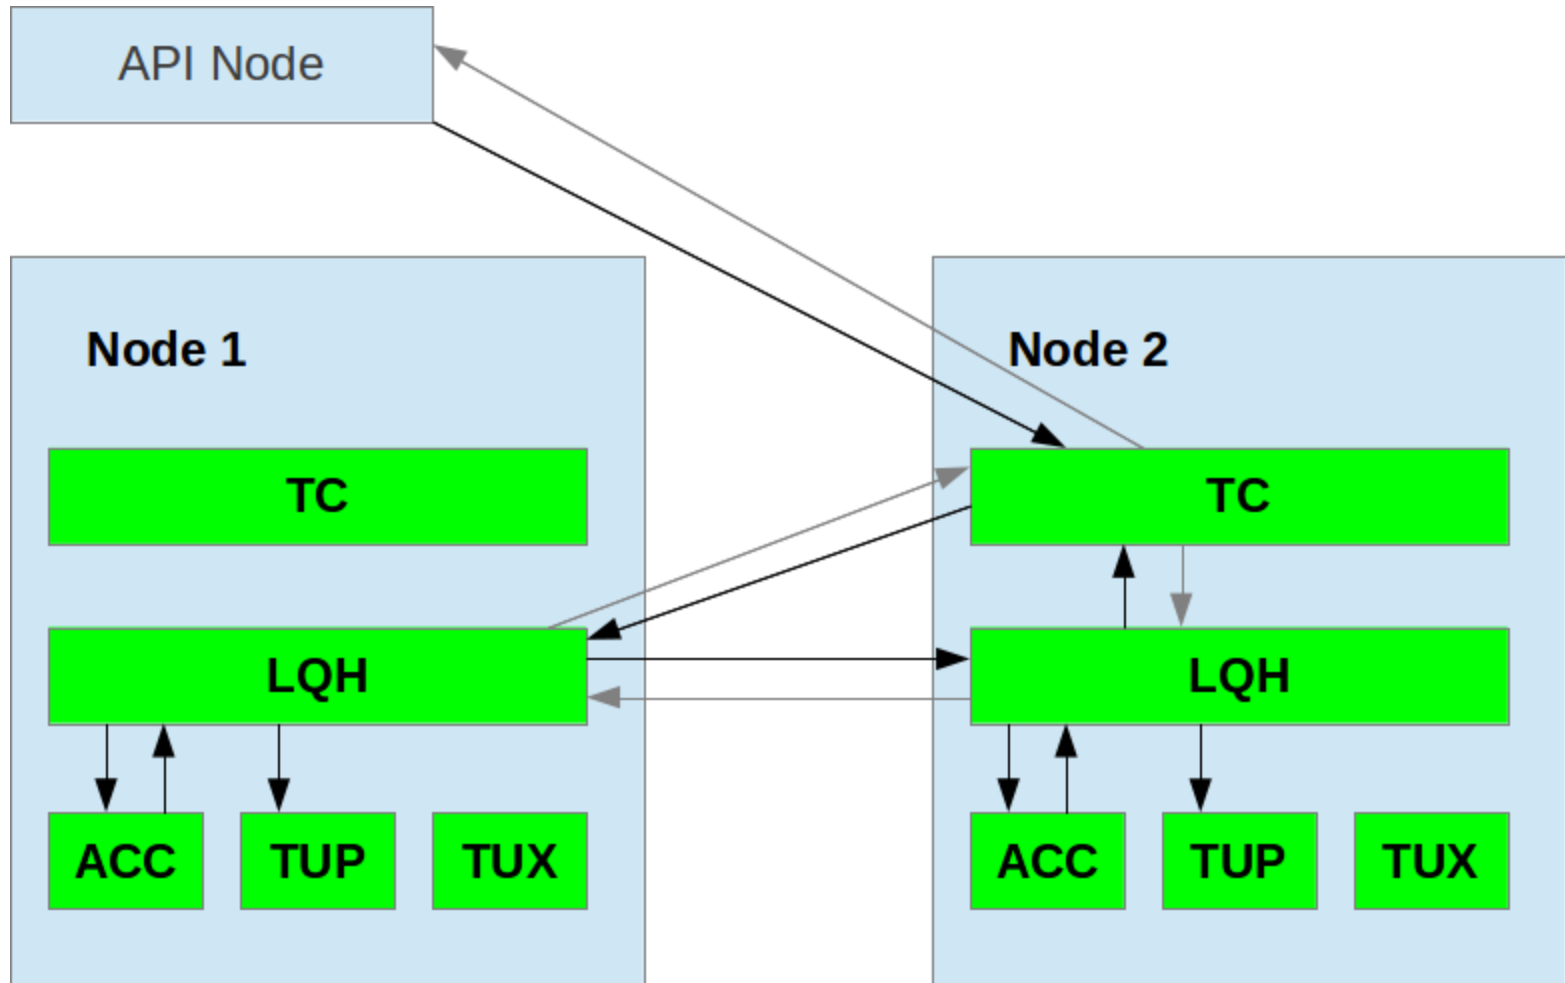 API Node
Node 1
Node 2
TC
TC
LQH
LQH
ACC
TUP
TUX
ACC
TUP
TUX